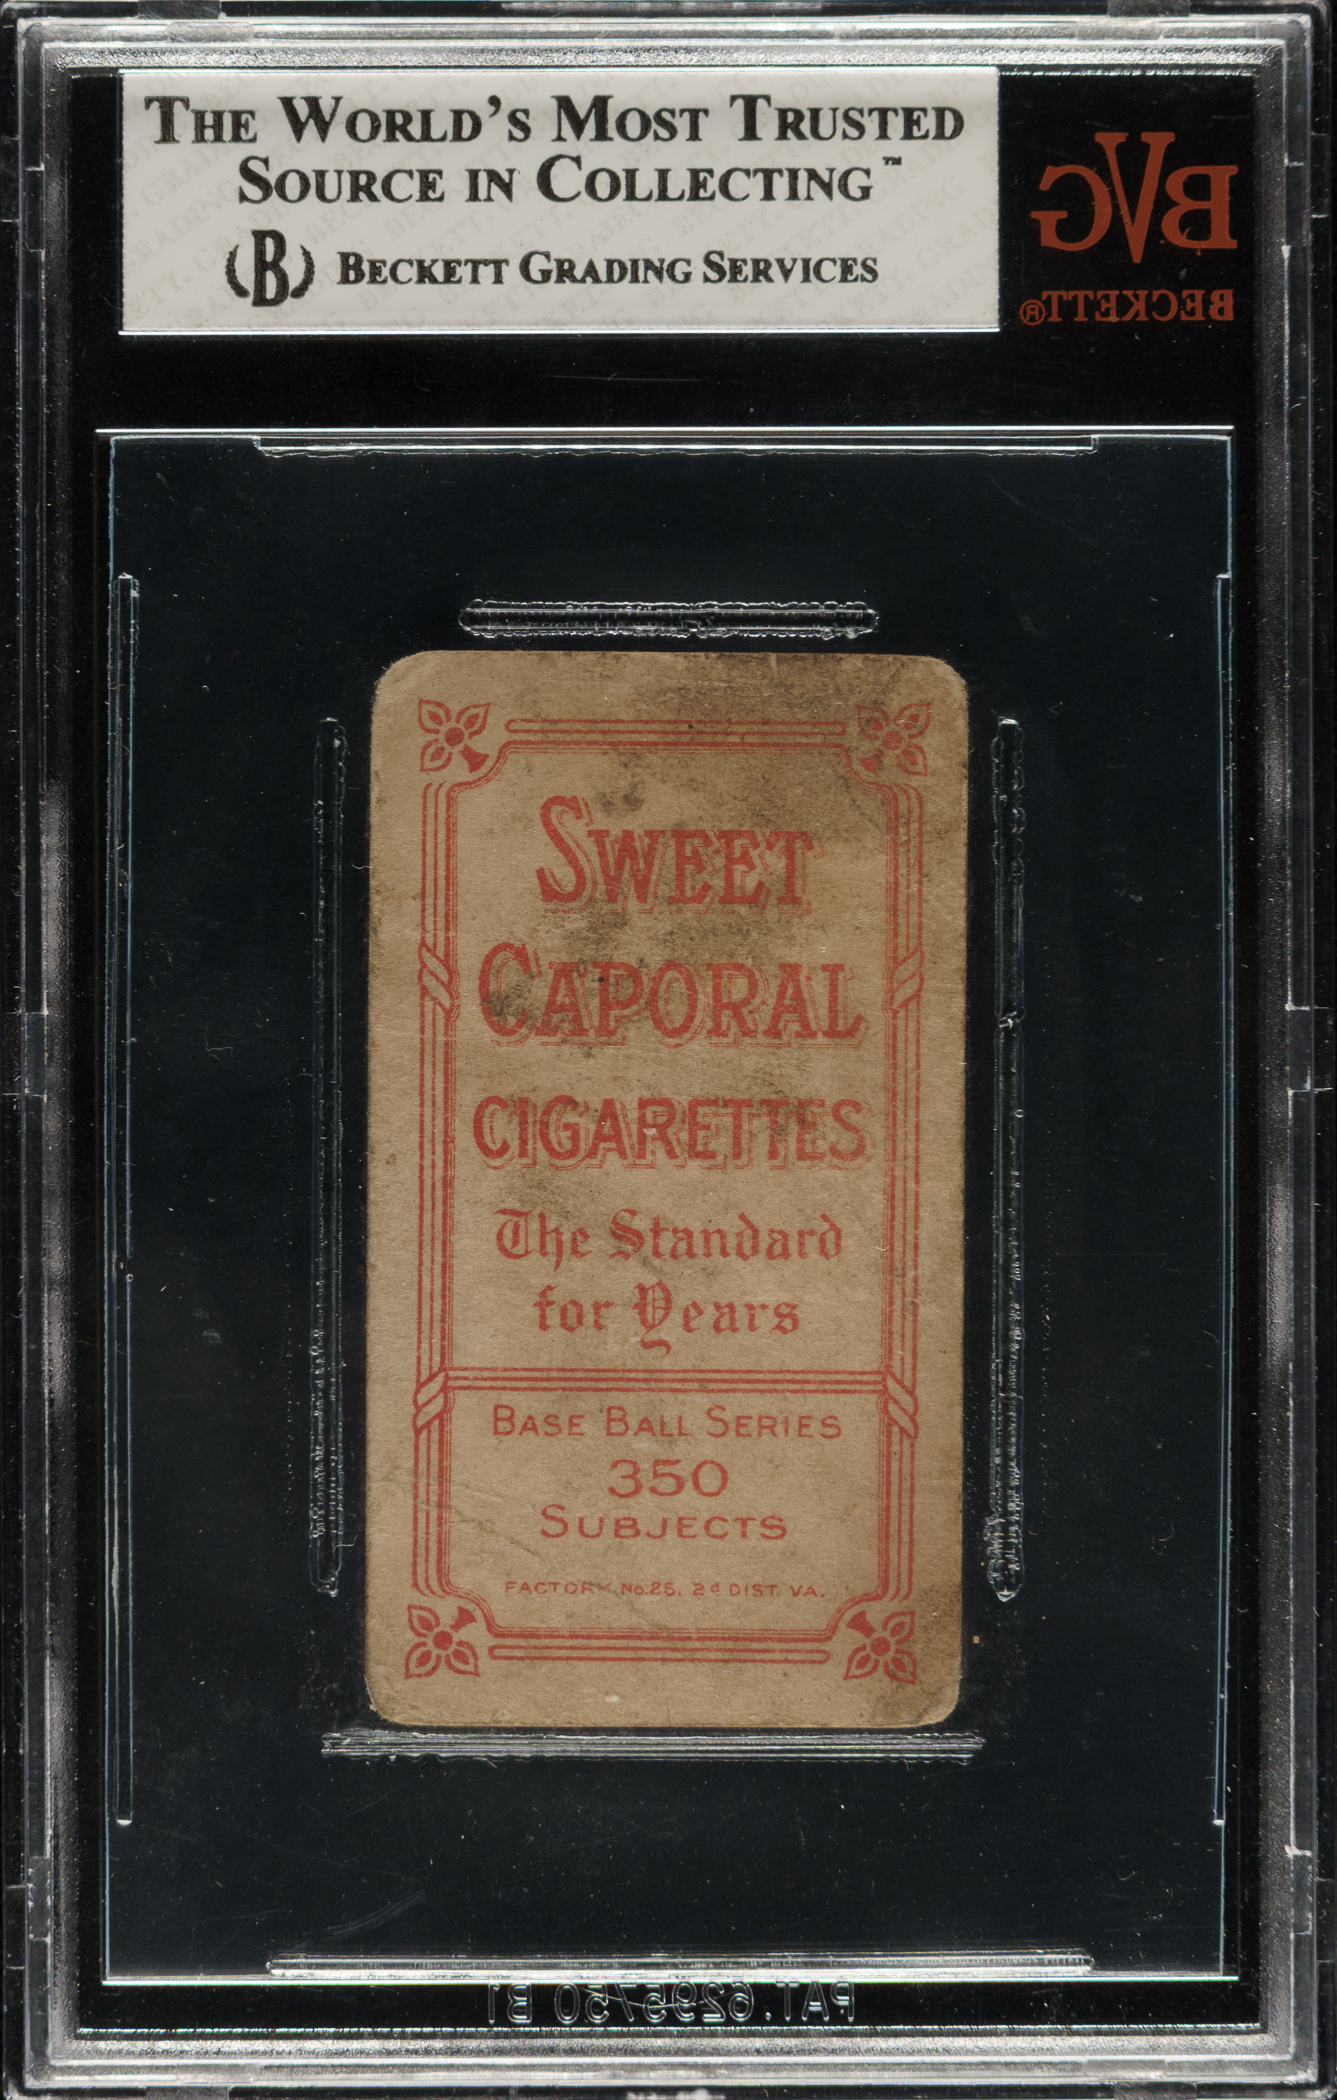 THE WORLD'S MOST TRUSTED
SOURCE IN COLLECTING™
B BECKETT GRADING SERVICES
BVG
BECKETT®
SWEET
CAPORAL
CIGARETTES
The Standard
for Years
BASE BALL SERIES
350
SUBJECTS
FACTORY No. 25, 2d DIST. VA.
PAT. 6295750 B1